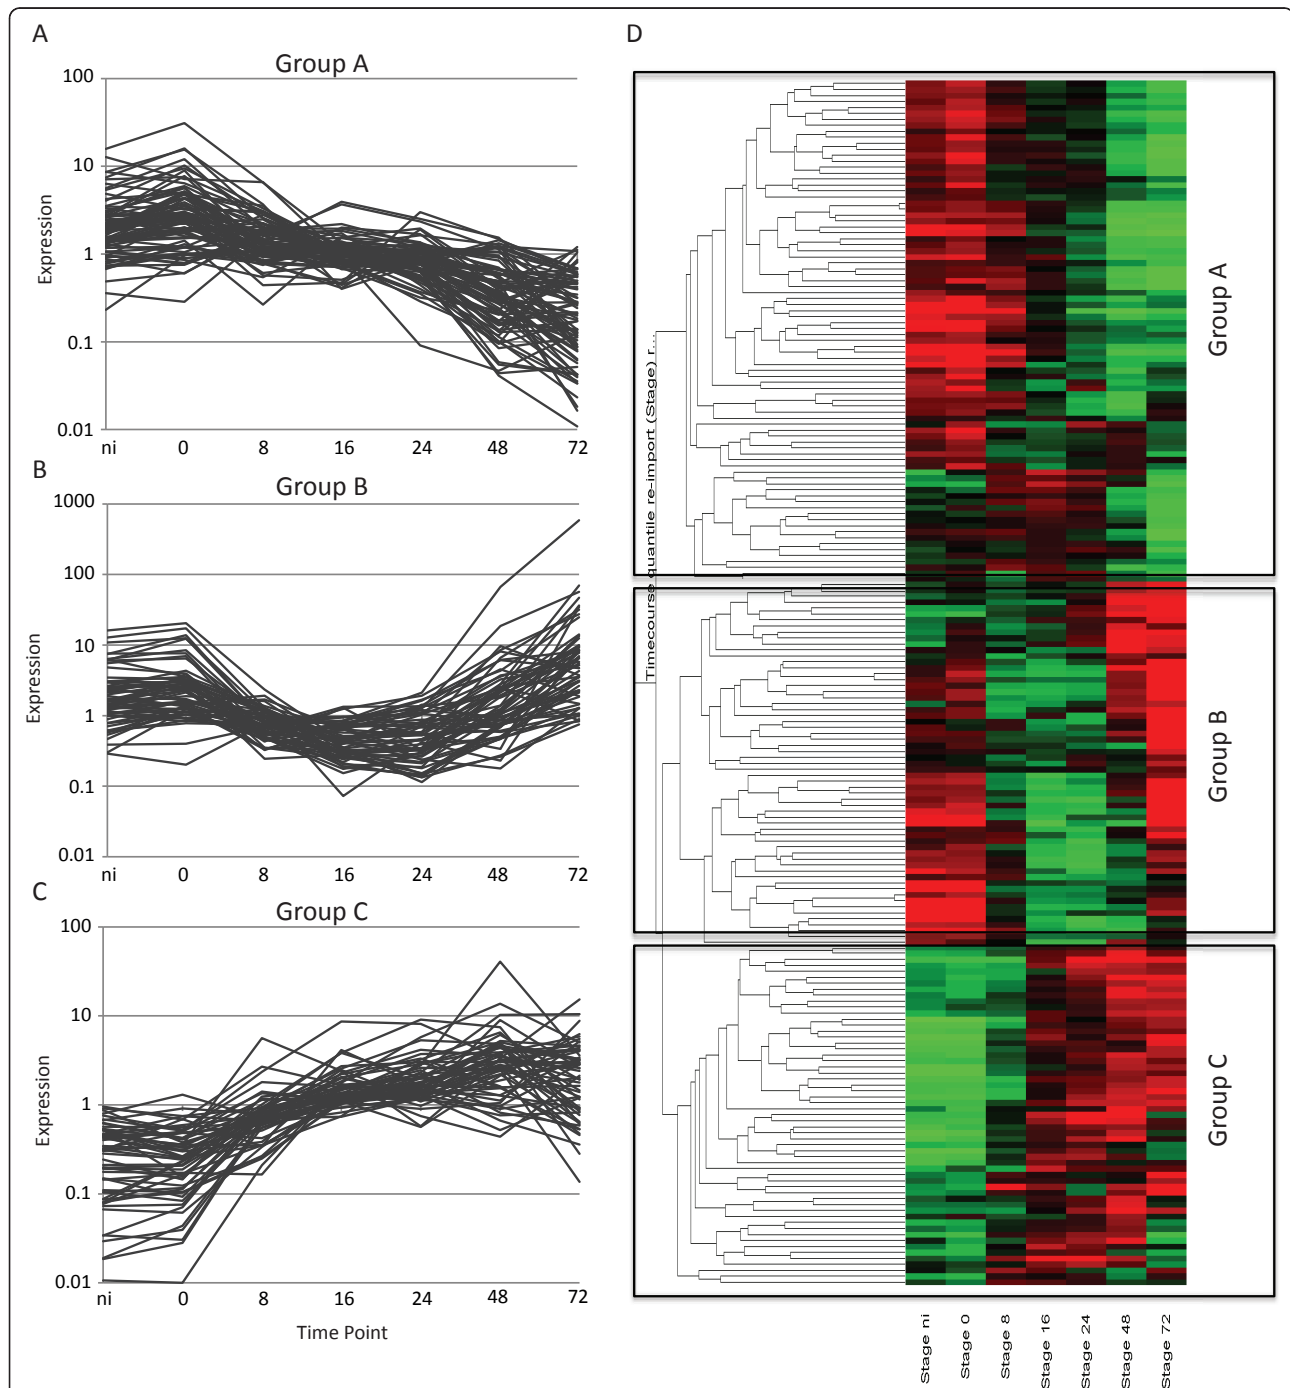 A
Group A
100
10
1
0.1
0.01
Expression
ni 0 8 16 24 48 72
B
Group B
1000
100
10
1
0.1
0.01
Expression
ni 0 8 16 24 48 72
C
Group C
100
10
1
0.1
0.01
Expression
ni 0 8 16 24 48 72
Time Point
D
Timecourse quantile re-import (Stage) r...
Group A
Group B
Group C
Stage ni
Stage 0
Stage 8
Stage 16
Stage 24
Stage 48
Stage 72